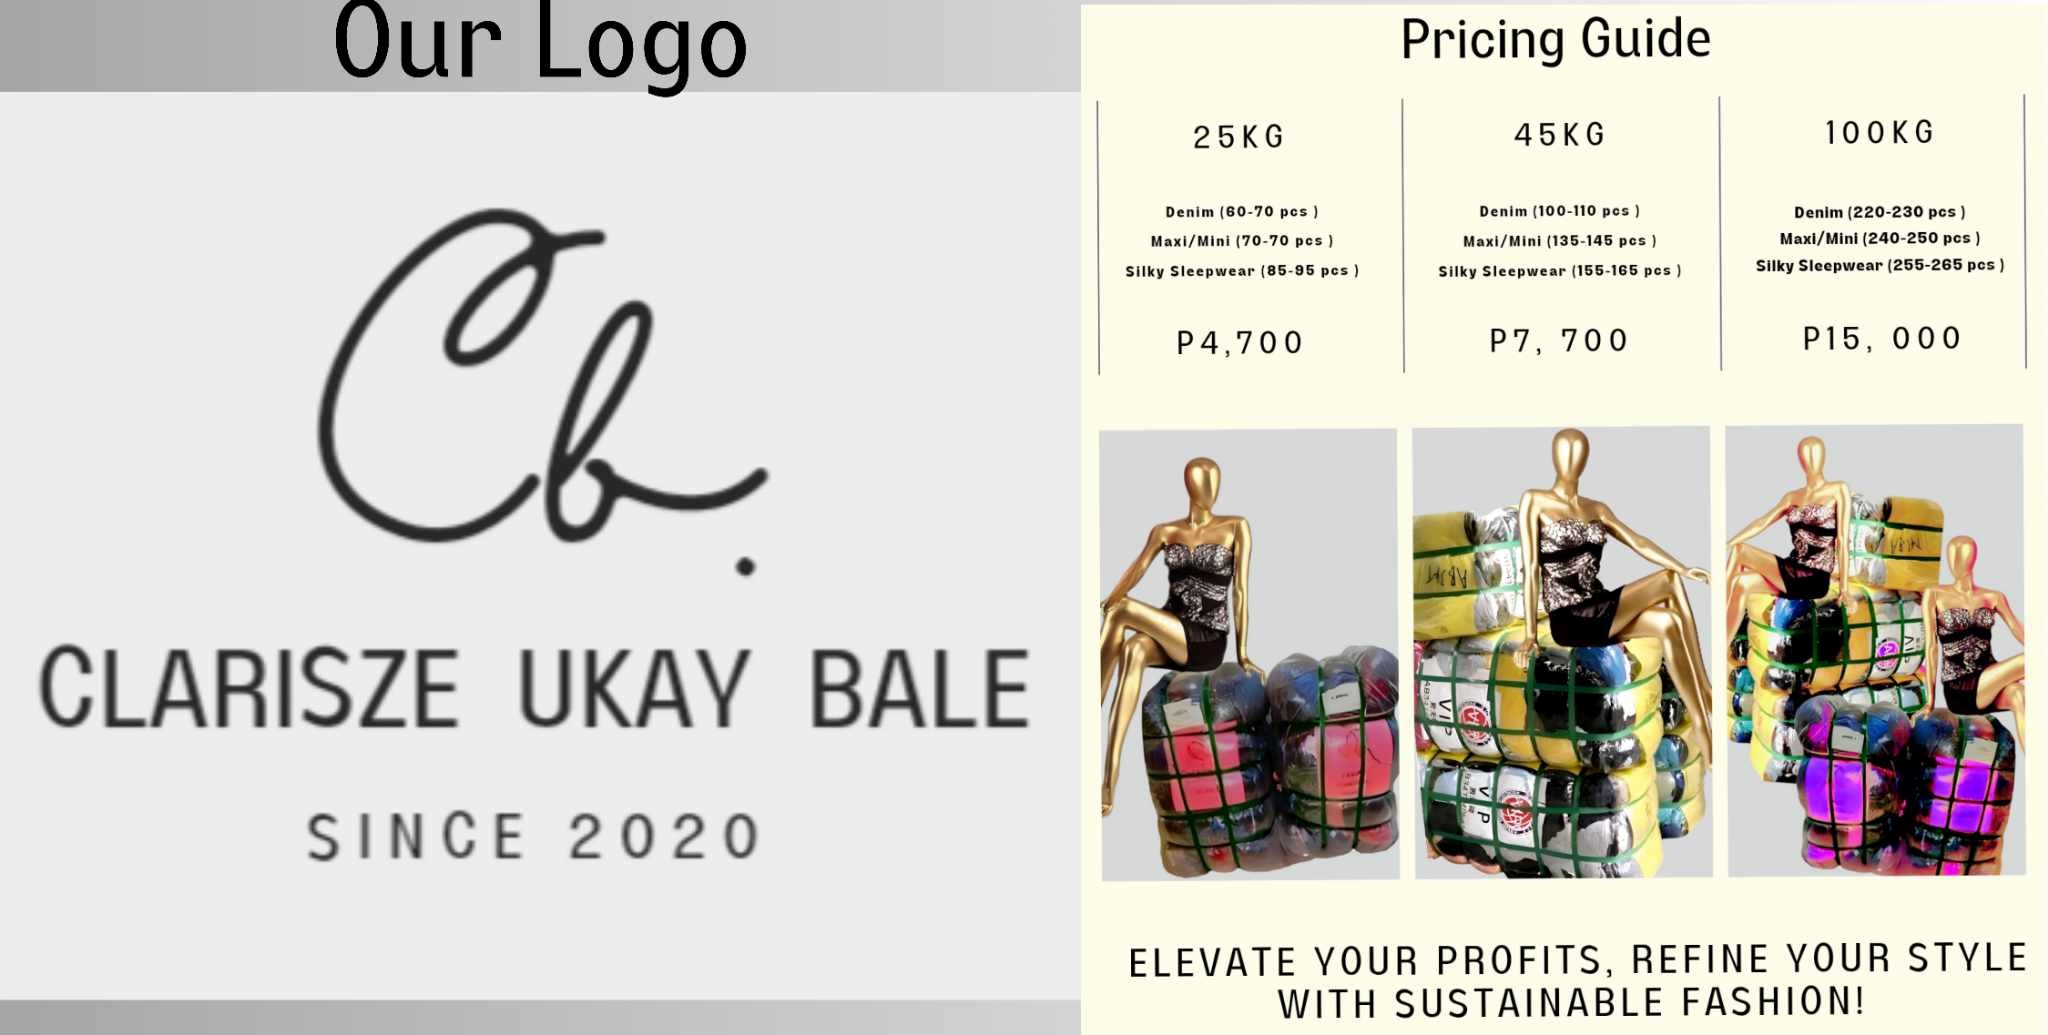 Our Logo
Cb.
CLARISZE UKAY BALE
SINCE 2020
Pricing Guide
25KG
Denim (60-70 pcs )
Maxi/Mini (70-70 pcs )
Silky Sleepwear (85-95 pcs )
P4,700
45KG
Denim (100-110 pcs )
Maxi/Mini (135-145 pcs )
Silky Sleepwear (155-165 pcs )
P7, 700
100KG
Denim (220-230 pcs )
Maxi/Mini (240-250 pcs )
Silky Sleepwear (255-265 pcs )
P15, 000
VIP
VIP
ELEVATE YOUR PROFITS, REFINE YOUR STYLE
WITH SUSTAINABLE FASHION!